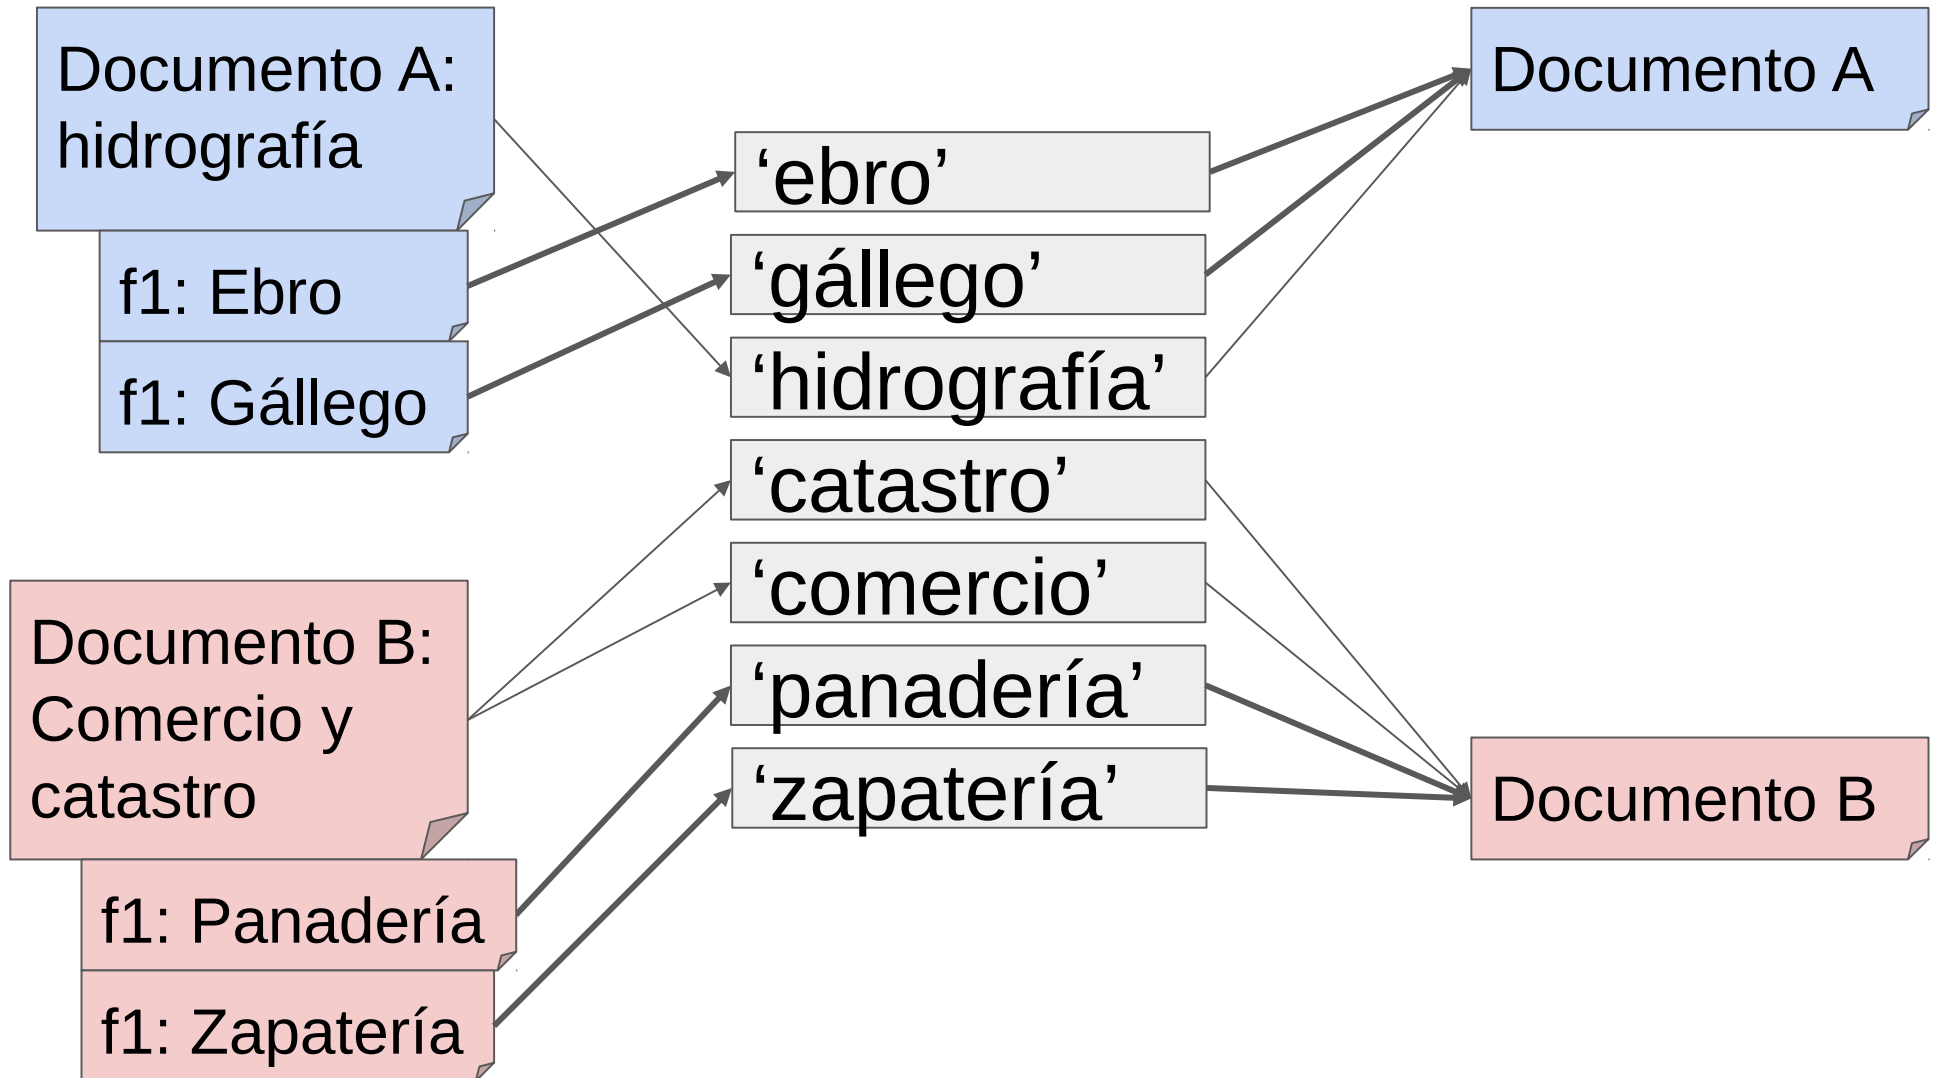 Documento A:
hidrografía
f1: Ebro
f1: Gállego
Documento B:
Comercio y
catastro
f1: Panadería
f1: Zapatería
‘ebro’
‘gállego’
‘hidrografía’
‘catastro’
‘comercio’
‘panadería’
‘zapatería’
Documento A
Documento B